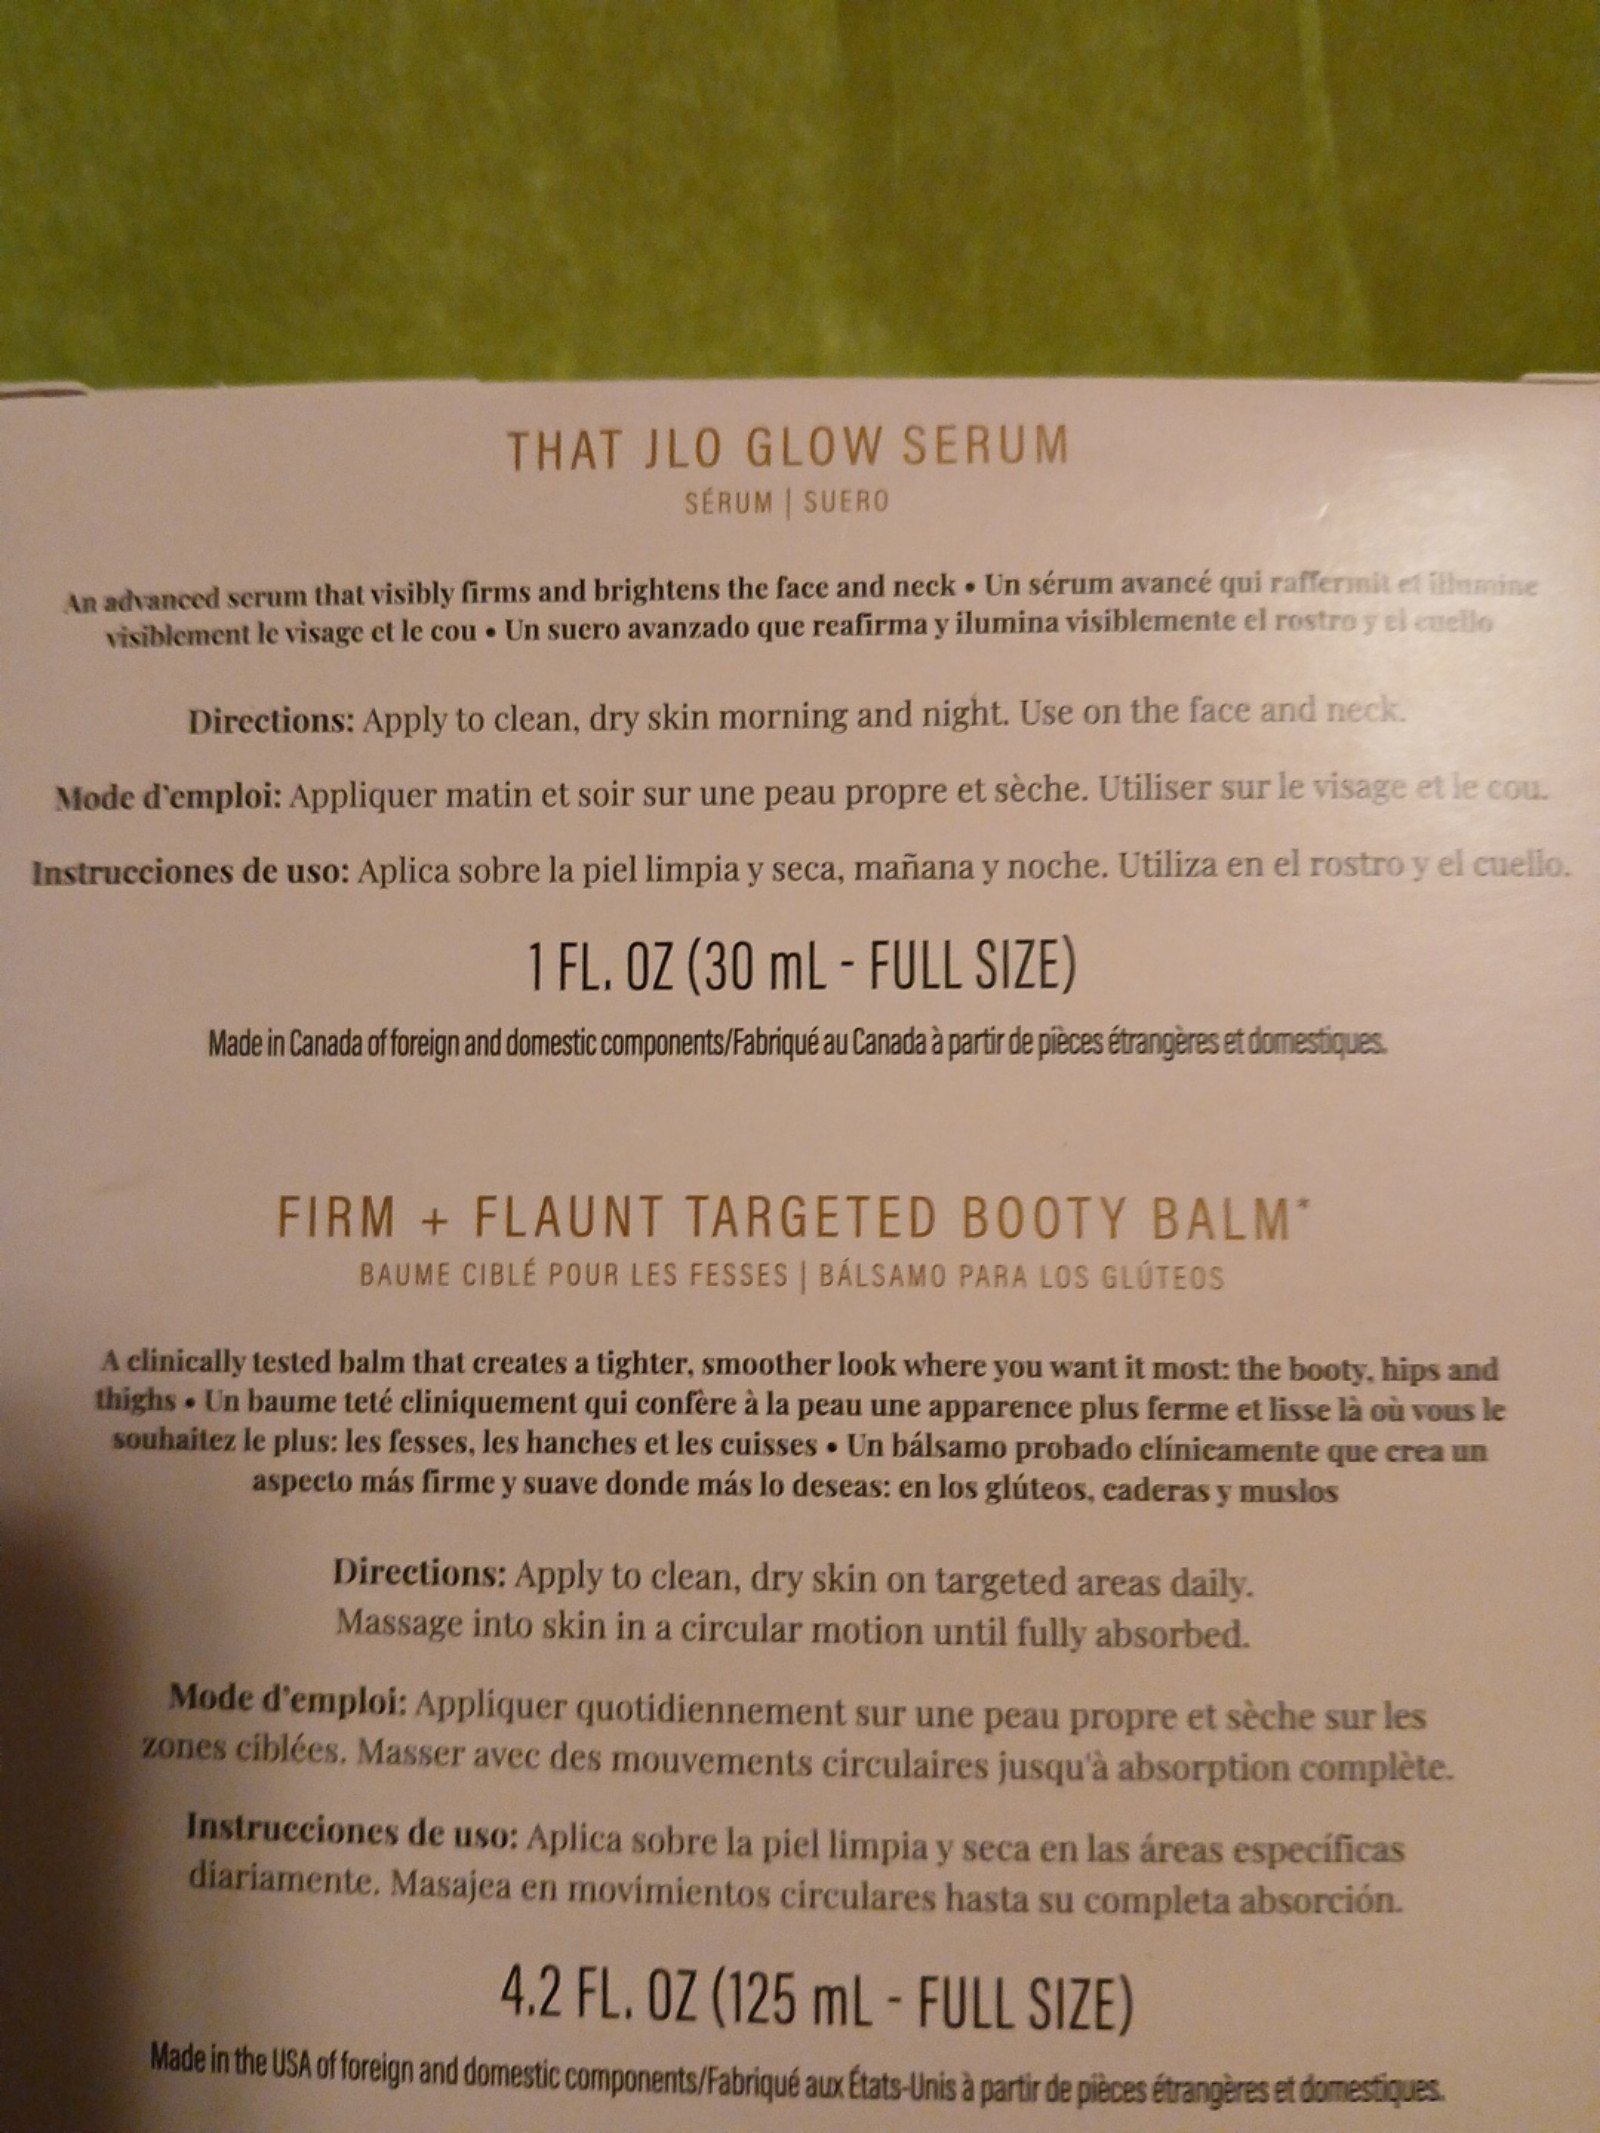 THAT JLO GLOW SERUM
SÉRUM | SUERO
An advanced serum that visibly firms and brightens the face and neck • Un sérum avancé qui raffermit et illumine
visiblement le visage et le cou • Un suero avanzado que reafirma y ilumina visiblemente el rostro y el cuello
Directions: Apply to clean, dry skin morning and night. Use on the face and neck.
Mode d'emploi: Appliquer matin et soir sur une peau propre et sèche. Utiliser sur le visage et le cou.
Instrucciones de uso: Aplica sobre la piel limpia y seca, mañana y noche. Utiliza en el rostro y el cuello.
1 FL. OZ (30 mL - FULL SIZE)
Made in Canada of foreign and domestic components/Fabriqué au Canada à partir de pièces étrangères et domestiques.
FIRM + FLAUNT TARGETED BOOTY BALM*
BAUME CIBLÉ POUR LES FESSES | BÁLSAMO PARA LOS GLÚTEOS
A clinically tested balm that creates a tighter, smoother look where you want it most: the booty, hips and
thighs • Un baume teté cliniquement qui confère à la peau une apparence plus ferme et lisse là où vous le
souhaitez le plus: les fesses, les hanches et les cuisses • Un bálsamo probado clínicamente que crea un
aspecto más firme y suave donde más lo deseas: en los glúteos, caderas y muslos
Directions: Apply to clean, dry skin on targeted areas daily.
Massage into skin in a circular motion until fully absorbed.
Mode d'emploi: Appliquer quotidiennement sur une peau propre et sèche sur les
zones ciblées. Masser avec des mouvements circulaires jusqu'à absorption complète.
Instrucciones de uso: Aplica sobre la piel limpia y seca en las áreas específicas
diariamente. Masajea en movimientos circulares hasta su completa absorción.
4.2 FL. OZ (125 mL - FULL SIZE)
Made in the USA of foreign and domestic components/Fabriqué aux États-Unis à partir de pièces étrangères et domestiques.